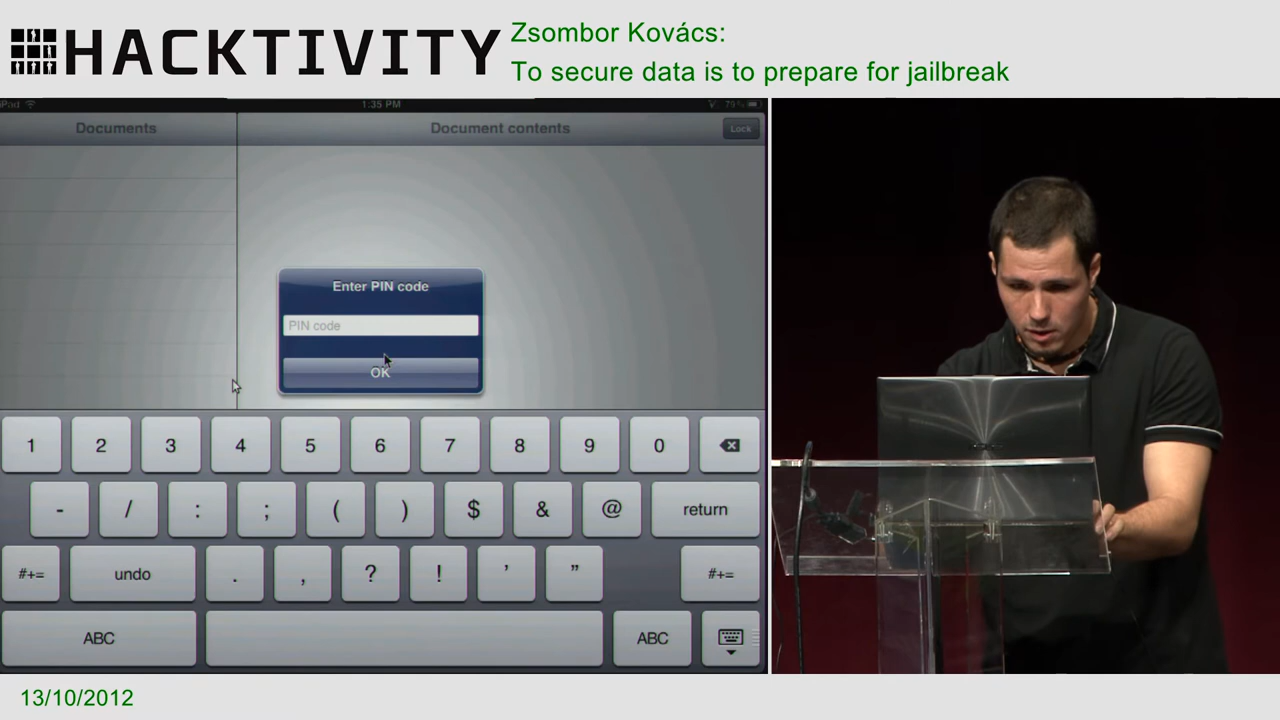 HACKTIVITY
Zsombor Kovács:
To secure data is to prepare for jailbreak
iPad 1:35 PM 79%
Documents
Document contents
Lock
Enter PIN code
PIN code
OK
1 2 3 4 5 6 7 8 9 0
- / : ; ( ) $ & @ return
#+= undo . , ? ! ' " #+=
ABC ABC
13/10/2012